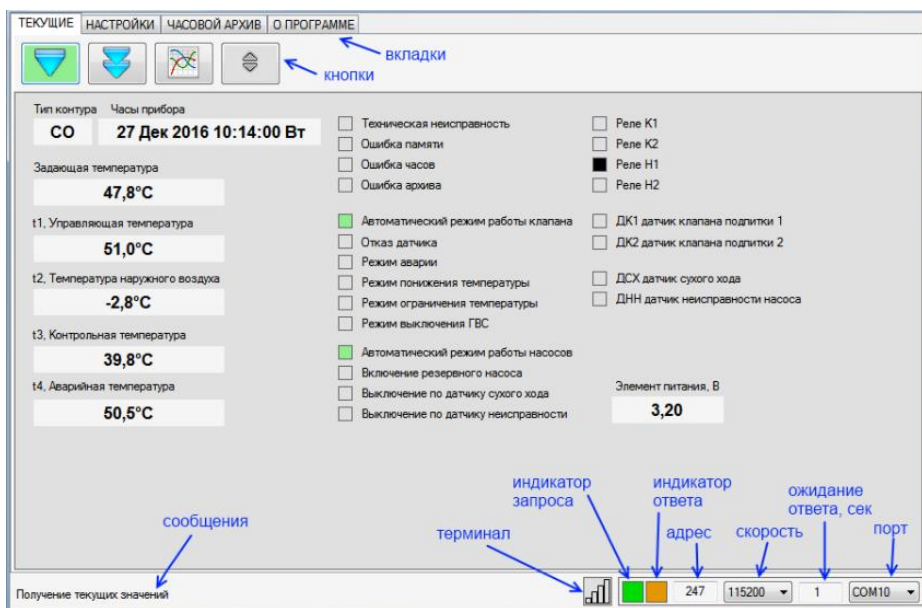 ТЕКУЩИЕ НАСТРОЙКИ ЧАСОВОЙ АРХИВ О ПРОГРАММЕ
вкладки
кнопки
Тип контура Часы прибора
СО 27 Дек 2016 10:14:00 Вт
Задающая температура
47,8°C
t1, Управляющая температура
51,0°C
t2, Температура наружного воздуха
-2,8°C
t3, Контрольная температура
39,8°C
t4, Аварийная температура
50,5°C
Техническая неисправность
Ошибка памяти
Ошибка часов
Ошибка архива
Автоматический режим работы клапана
Отказ датчика
Режим аварии
Режим понижения температуры
Режим ограничения температуры
Режим выключения ГВС
Автоматический режим работы насосов
Включение резервного насоса
Выключение по датчику сухого хода
Выключение по датчику неисправности
Реле К1
Реле К2
Реле Н1
Реле Н2
ДК1 датчик клапана подпитки 1
ДК2 датчик клапана подпитки 2
ДСХ датчик сухого хода
ДНН датчик неисправности насоса
Элемент питания, В
3,20
сообщения
терминал
индикатор
запроса
индикатор
ответа
адрес
скорость
ожидание
ответа, сек
порт
Получение текущих значений
247 115200 1 COM10